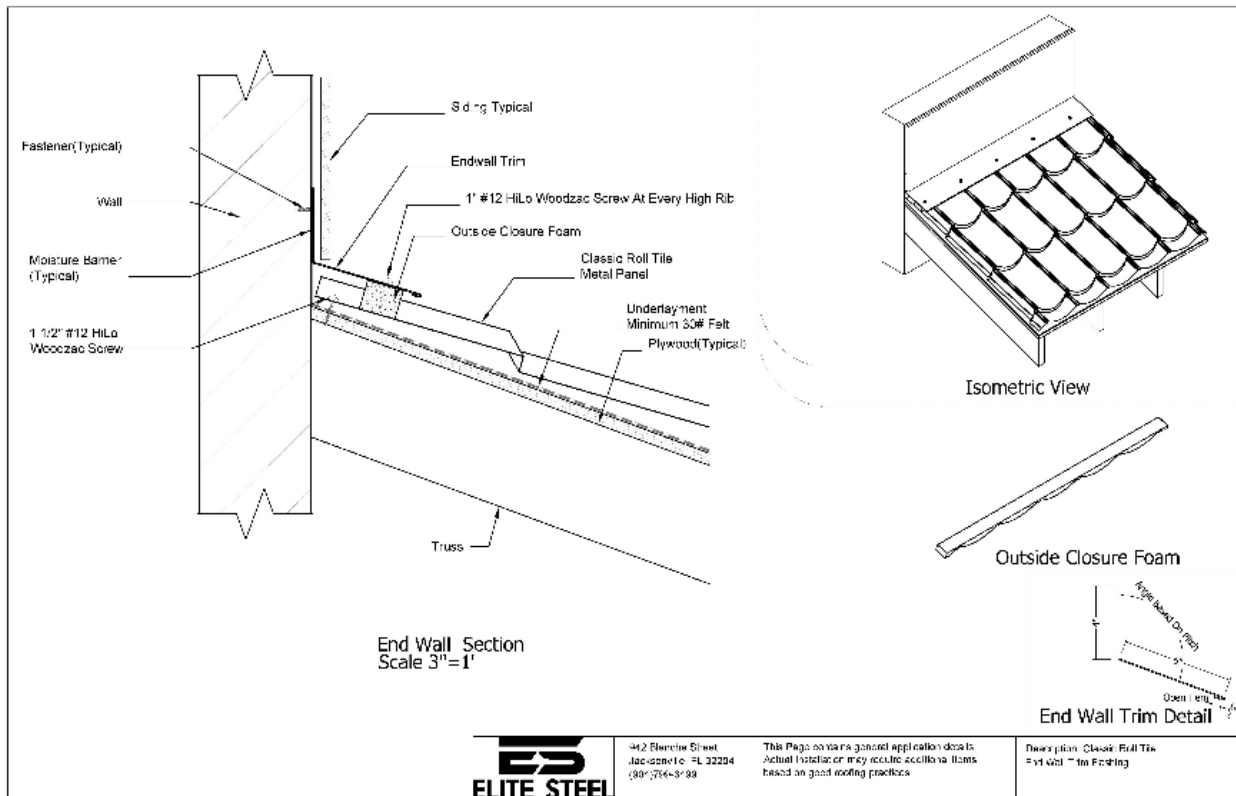 Siding Typical
Fastener(Typical)
Endwall Trim
Wall
1" #12 HiLo Woodzac Screw At Every High Rib
Outside Closure Foam
Moisture Barrier
(Typical)
Classic Roll Tile
Metal Panel
Underlayment
Minimum 30# Felt
Plywood(Typical)
1 1/2" #12 HiLo
Woodzac Screw
Truss
End Wall Section
Scale 3"=1'
Isometric View
Outside Closure Foam
Angle Based On Pitch
Open Hem
End Wall Trim Detail
ES
ELITE STEEL
942 Blanche Street
Jacksonville, FL 32204
This Page contains general application details.
Actual installation may require additional items
based on good roofing practices
Description: Classic Roll Tile
End Wall Trim Flashing